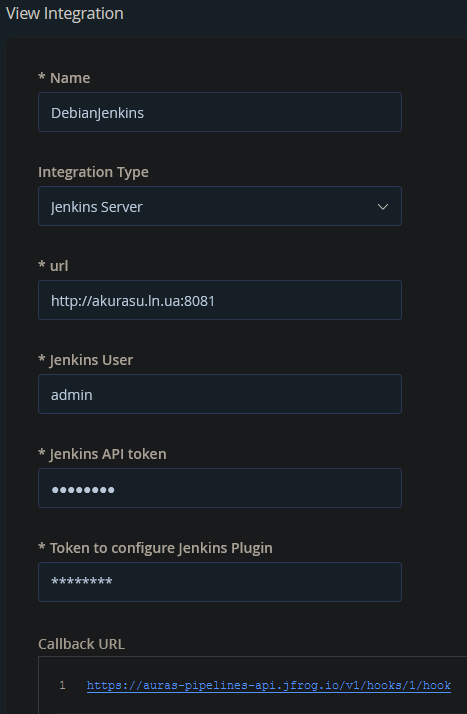 View Integration
* Name
DebianJenkins
Integration Type
Jenkins Server
* url
http://akurasu.ln.ua:8081
* Jenkins User
admin
* Jenkins API token
●●●●●●●●
* Token to configure Jenkins Plugin
********
Callback URL
1 https://auras-pipelines-api.jfrog.io/v1/hooks/1/hook